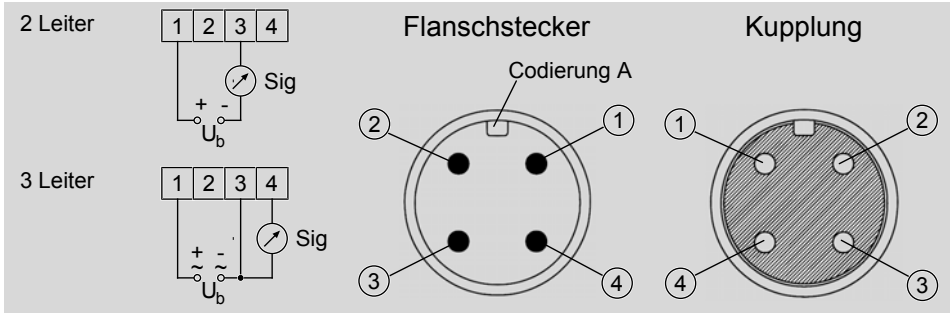 2 Leiter
1 2 3 4
Sig
+ -
Ub
3 Leiter
1 2 3 4
Sig
+ -
~ ~
Ub
Flanschstecker
Codierung A
2 1
3 4
Kupplung
1 2
4 3